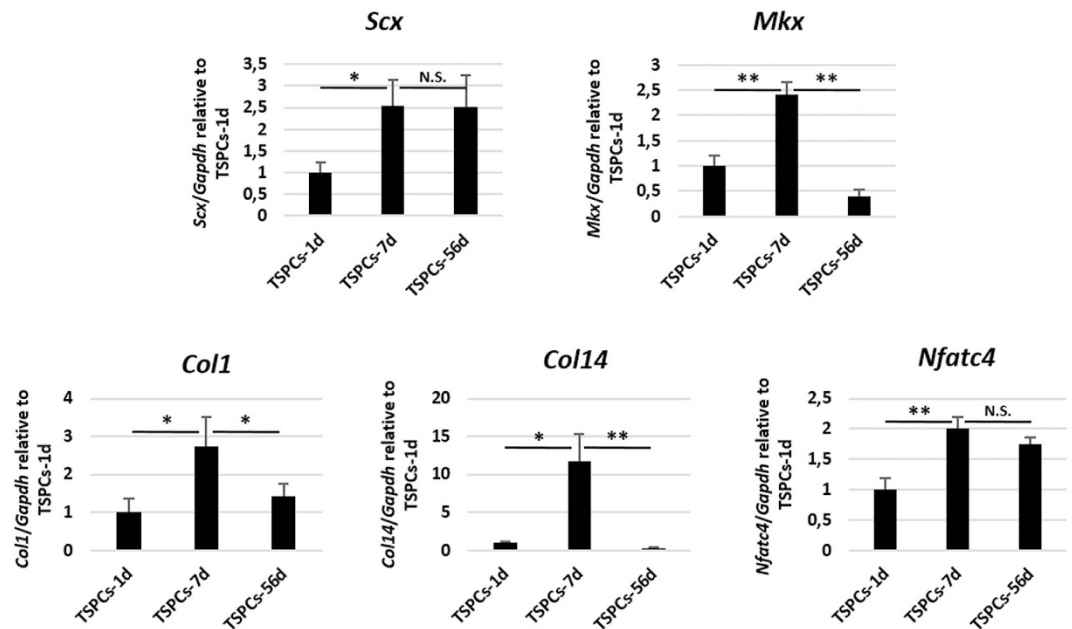 Scx
Scx/Gapdh relative to
TSPCs-1d
3,5
3
2,5
2
1,5
1
0,5
0
*
N.S.
TSPCs-1d
TSPCs-7d
TSPCs-56d
Mkx
Mkx/Gapdh relative to
TSPCs-1d
3
2,5
2
1,5
1
0,5
0
**
**
TSPCs-1d
TSPCs-7d
TSPCs-56d
Col1
Col1/Gapdh relative to
TSPCs-1d
4
3
2
1
0
*
*
TSPCs-1d
TSPCs-7d
TSPCs-56d
Col14
Col14/Gapdh relative to
TSPCs-1d
20
15
10
5
0
*
**
TSPCs-1d
TSPCs-7d
TSPCs-56d
Nfatc4
Nfatc4/Gapdh relative to
TSPCs-1d
2,5
2
1,5
1
0,5
0
**
N.S.
TSPCs-1d
TSPCs-7d
TSPCs-56d